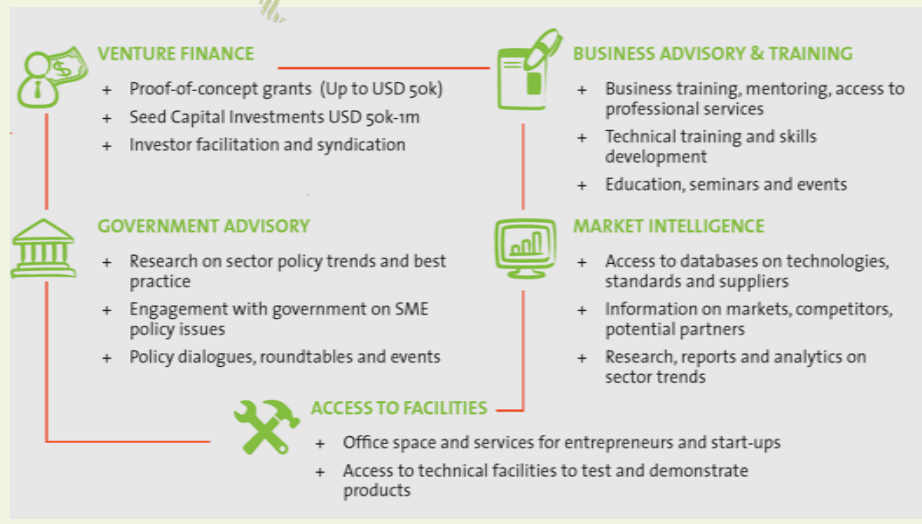 VENTURE FINANCE
+ Proof-of-concept grants (Up to USD 50k)
+ Seed Capital Investments USD 50k-1m
+ Investor facilitation and syndication
BUSINESS ADVISORY & TRAINING
+ Business training, mentoring, access to
professional services
+ Technical training and skills
development
+ Education, seminars and events
GOVERNMENT ADVISORY
+ Research on sector policy trends and best
practice
+ Engagement with government on SME
policy issues
+ Policy dialogues, roundtables and events
MARKET INTELLIGENCE
+ Access to databases on technologies,
standards and suppliers
+ Information on markets, competitors,
potential partners
+ Research, reports and analytics on
sector trends
ACCESS TO FACILITIES
+ Office space and services for entrepreneurs and start-ups
+ Access to technical facilities to test and demonstrate
products